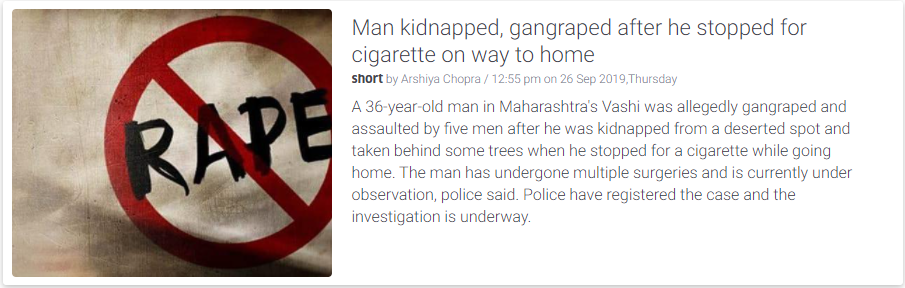 RAPE
Man kidnapped, gangraped after he stopped for
cigarette on way to home
short by Arshiya Chopra / 12:55 pm on 26 Sep 2019,Thursday
A 36-year-old man in Maharashtra's Vashi was allegedly gangraped and
assaulted by five men after he was kidnapped from a deserted spot and
taken behind some trees when he stopped for a cigarette while going
home. The man has undergone multiple surgeries and is currently under
observation, police said. Police have registered the case and the
investigation is underway.